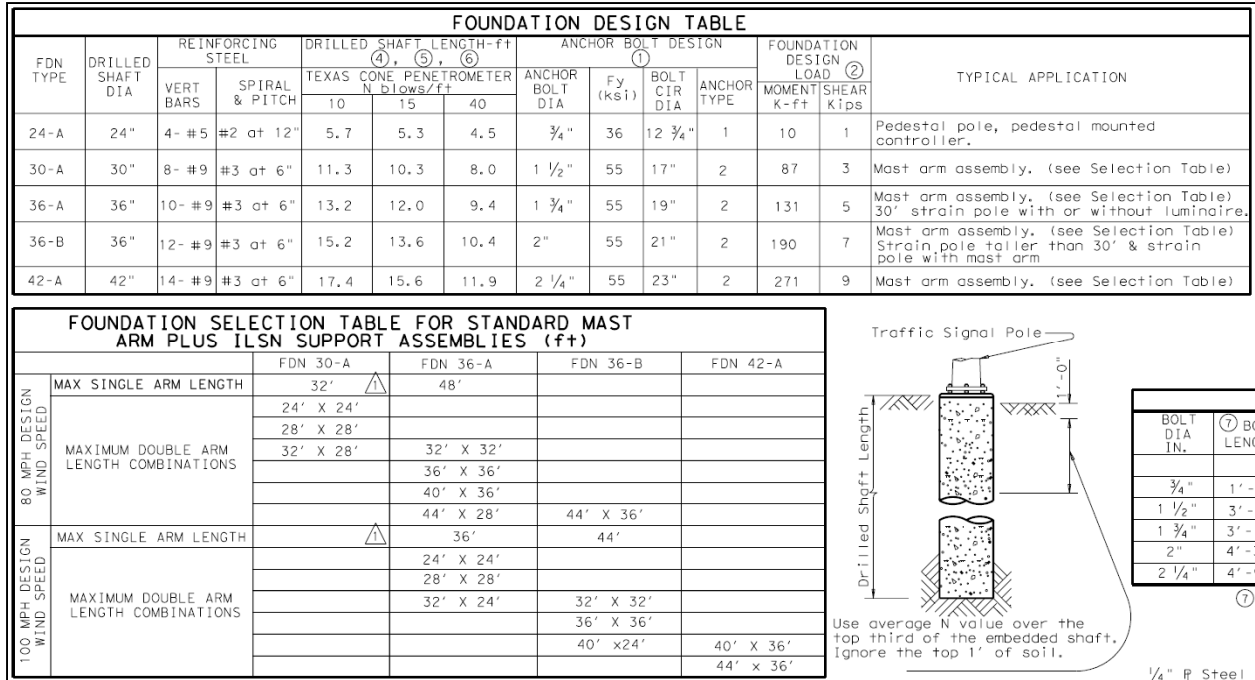 FOUNDATION DESIGN TABLE
FDN TYPE | DRILLED SHAFT DIA | REINFORCING STEEL | DRILLED SHAFT LENGTH-ft ④, ⑤, ⑥ | ANCHOR BOLT DESIGN ① | FOUNDATION DESIGN LOAD ② | TYPICAL APPLICATION
VERT BARS | SPIRAL & PITCH | TEXAS CONE PENETROMETER N blows/ft | ANCHOR BOLT DIA | Fy (ksi) | BOLT CIR DIA | ANCHOR TYPE | MOMENT K-ft | SHEAR Kips
10 | 15 | 40
24-A | 24" | 4- #5 | #2 at 12" | 5.7 | 5.3 | 4.5 | ¾" | 36 | 12 ¾" | 1 | 10 | 1 | Pedestal pole, pedestal mounted controller.
30-A | 30" | 8- #9 | #3 at 6" | 11.3 | 10.3 | 8.0 | 1 ½" | 55 | 17" | 2 | 87 | 3 | Mast arm assembly. (see Selection Table)
36-A | 36" | 10- #9 | #3 at 6" | 13.2 | 12.0 | 9.4 | 1 ¾" | 55 | 19" | 2 | 131 | 5 | Mast arm assembly. (see Selection Table) 30' strain pole with or without luminaire.
36-B | 36" | 12- #9 | #3 at 6" | 15.2 | 13.6 | 10.4 | 2" | 55 | 21" | 2 | 190 | 7 | Mast arm assembly. (see Selection Table) Strain pole taller than 30' & strain pole with mast arm
42-A | 42" | 14- #9 | #3 at 6" | 17.4 | 15.6 | 11.9 | 2 ¼" | 55 | 23" | 2 | 271 | 9 | Mast arm assembly. (see Selection Table)
FOUNDATION SELECTION TABLE FOR STANDARD MAST
ARM PLUS ILSN SUPPORT ASSEMBLIES (ft)
FDN 30-A | FDN 36-A | FDN 36-B | FDN 42-A
80 MPH DESIGN WIND SPEED
MAX SINGLE ARM LENGTH | 32' △1 | 48'
MAXIMUM DOUBLE ARM LENGTH COMBINATIONS
24' X 24'
28' X 28'
32' X 28' | 32' X 32'
36' X 36'
40' X 36'
44' X 28' | 44' X 36'
100 MPH DESIGN WIND SPEED
MAX SINGLE ARM LENGTH | △1 | 36' | 44'
MAXIMUM DOUBLE ARM LENGTH COMBINATIONS
24' X 24'
28' X 28'
32' X 24' | 32' X 32'
36' X 36'
40' x24' | 40' X 36'
44' x 36'
Traffic Signal Pole
1'-0"
Drilled Shaft Length
Use average N value over the
top third of the embedded shaft.
Ignore the top 1' of soil.
BOLT DIA IN. | ⑦
¾" | 1'-
1 ½" | 3'-
1 ¾" | 3'-
2" | 4'-
2 ¼" | 4'-
⑦
¼" ℙ Steel